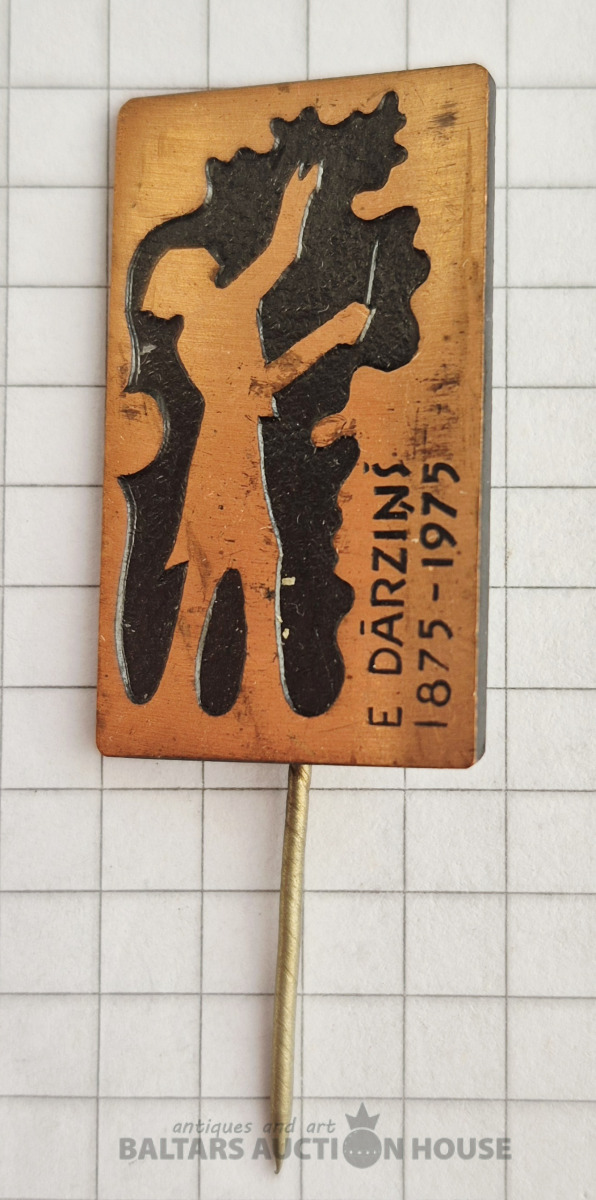 E. DĀRZIŅŠ
1875-1975
antiques and art
BALTARS AUCTION HOUSE